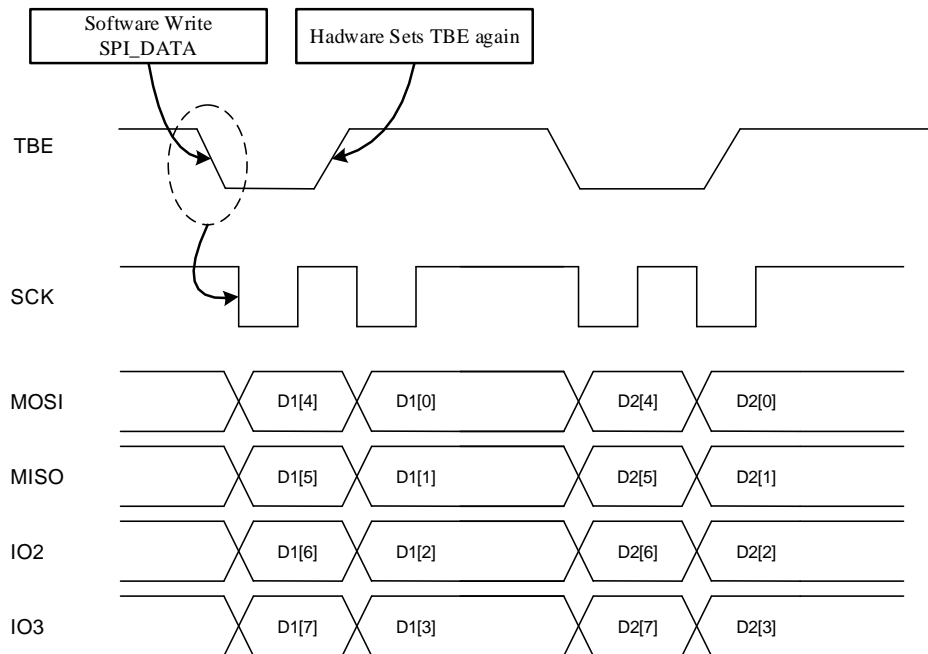 Software Write
SPI_DATA
Hadware Sets TBE again
TBE
SCK
MOSI
D1[4]
D1[0]
D2[4]
D2[0]
MISO
D1[5]
D1[1]
D2[5]
D2[1]
IO2
D1[6]
D1[2]
D2[6]
D2[2]
IO3
D1[7]
D1[3]
D2[7]
D2[3]